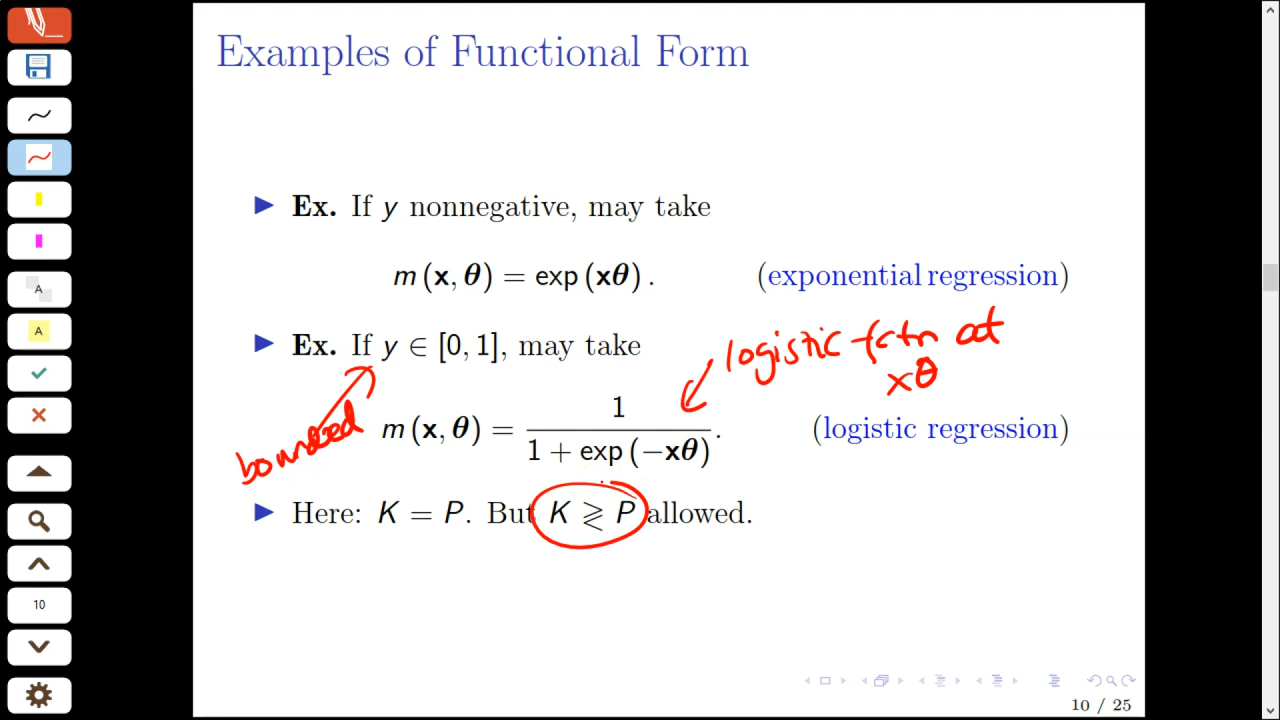 Examples of Functional Form
▶ Ex. If y nonnegative, may take
m (x, θ) = exp (xθ) . (exponential regression)
▶ Ex. If y ∈ [0, 1], may take
logistic fctn at
xθ
bounded
m (x, θ) = 1 / (1 + exp (−xθ)). (logistic regression)
▶ Here: K = P. But K ≷ P allowed.
10
A
A
10 / 25